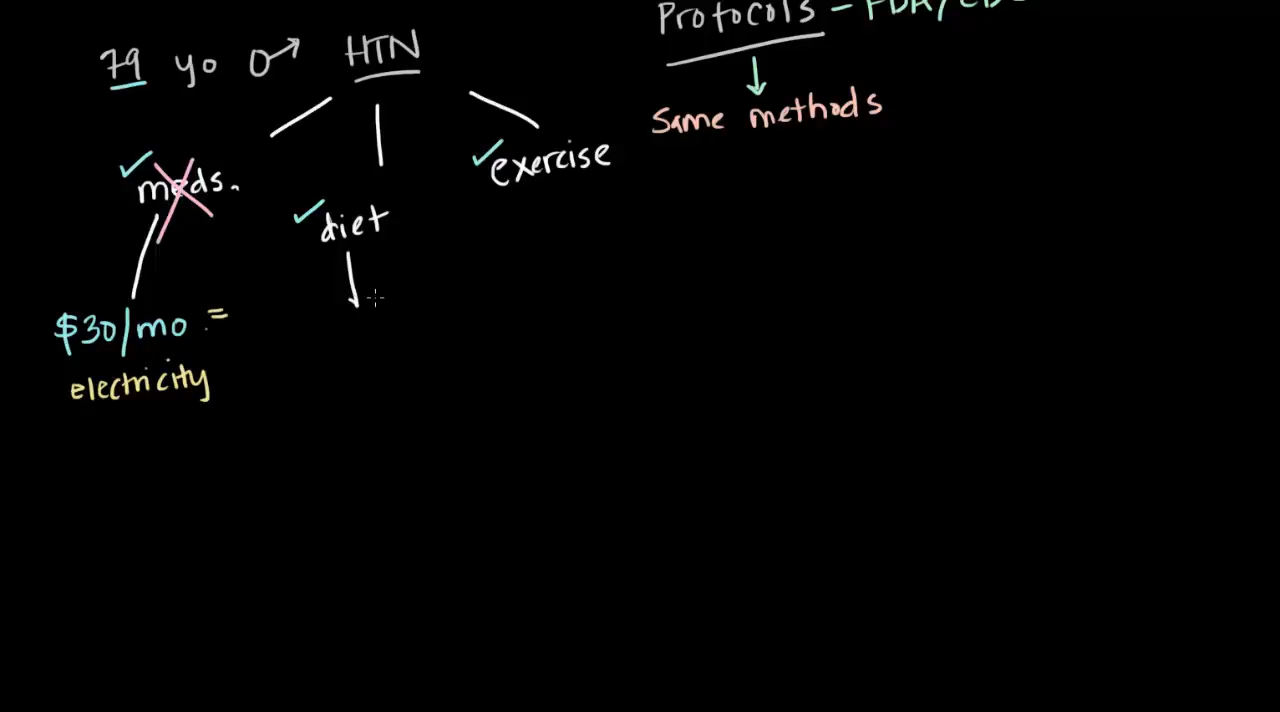 79 yo ♂ HTN
meds.
diet
exercise
$30/mo =
electricity
Protocols -
Same methods